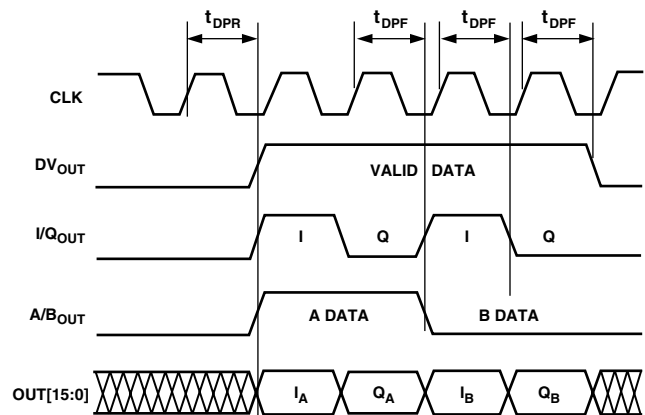 tDPR tDPF tDPF tDPF
CLK
DVOUT VALID DATA
I/QOUT I Q I Q
A/BOUT A DATA B DATA
OUT[15:0] IA QA IB QB